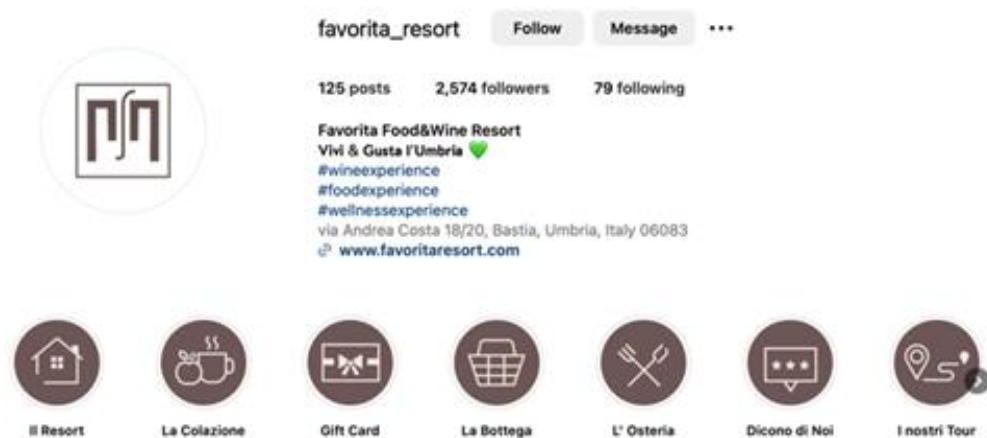 favorita_resort Follow Message
125 posts 2,574 followers 79 following
Favorita Food&Wine Resort
Vivi & Gusta l'Umbria
#wineexperience
#foodexperience
#wellnessexperience
via Andrea Costa 18/20, Bastia, Umbria, Italy 06083
www.favoritaresort.com
Il Resort La Colazione Gift Card La Bottega L' Osteria Dicono di Noi I nostri Tour